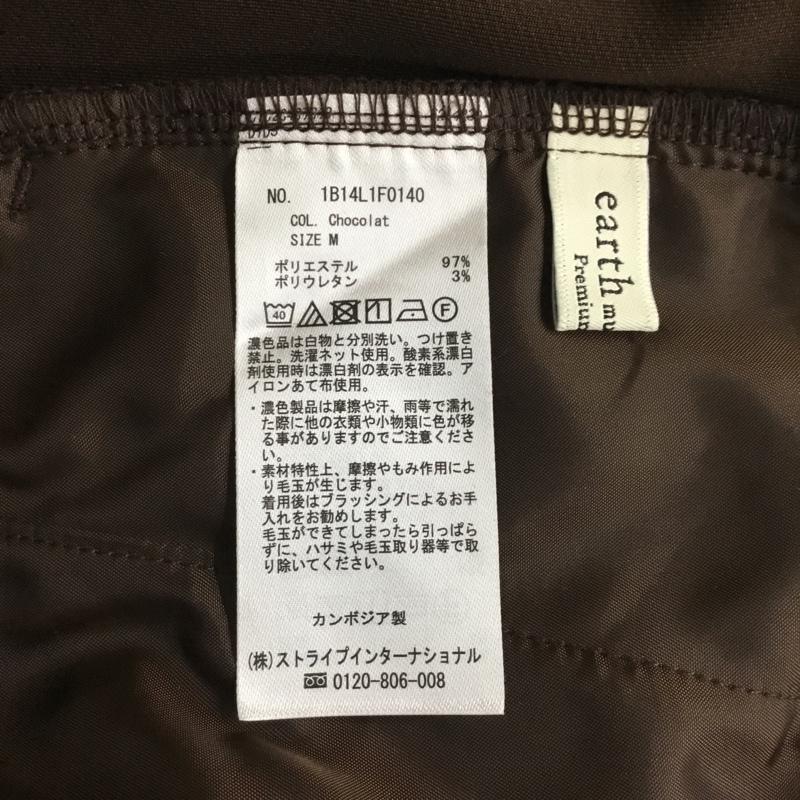 NO. 1B14L1F0140
COL. Chocolat
SIZE M
ポリエステル 97%
ポリウレタン 3%
40 F
濃色品は白物と分別洗い。つけ置き
禁止。洗濯ネット使用。酸素系漂白
剤使用時は漂白剤の表示を確認。ア
イロンあて布使用。
・濃色製品は摩擦や汗、雨等で濡れ
た際に他の衣類や小物類に色が移
る事がありますのでご注意くださ
い。
・素材特性上、摩擦やもみ作用によ
り毛玉が生じます。
着用後はブラッシングによるお手
入れをお勧めします。
毛玉ができてしまったら引っぱら
ずに、ハサミや毛玉取り器等で取
り除いてください。
カンボジア製
(株)ストライプインターナショナル
0120-806-008
earth mu
Premium